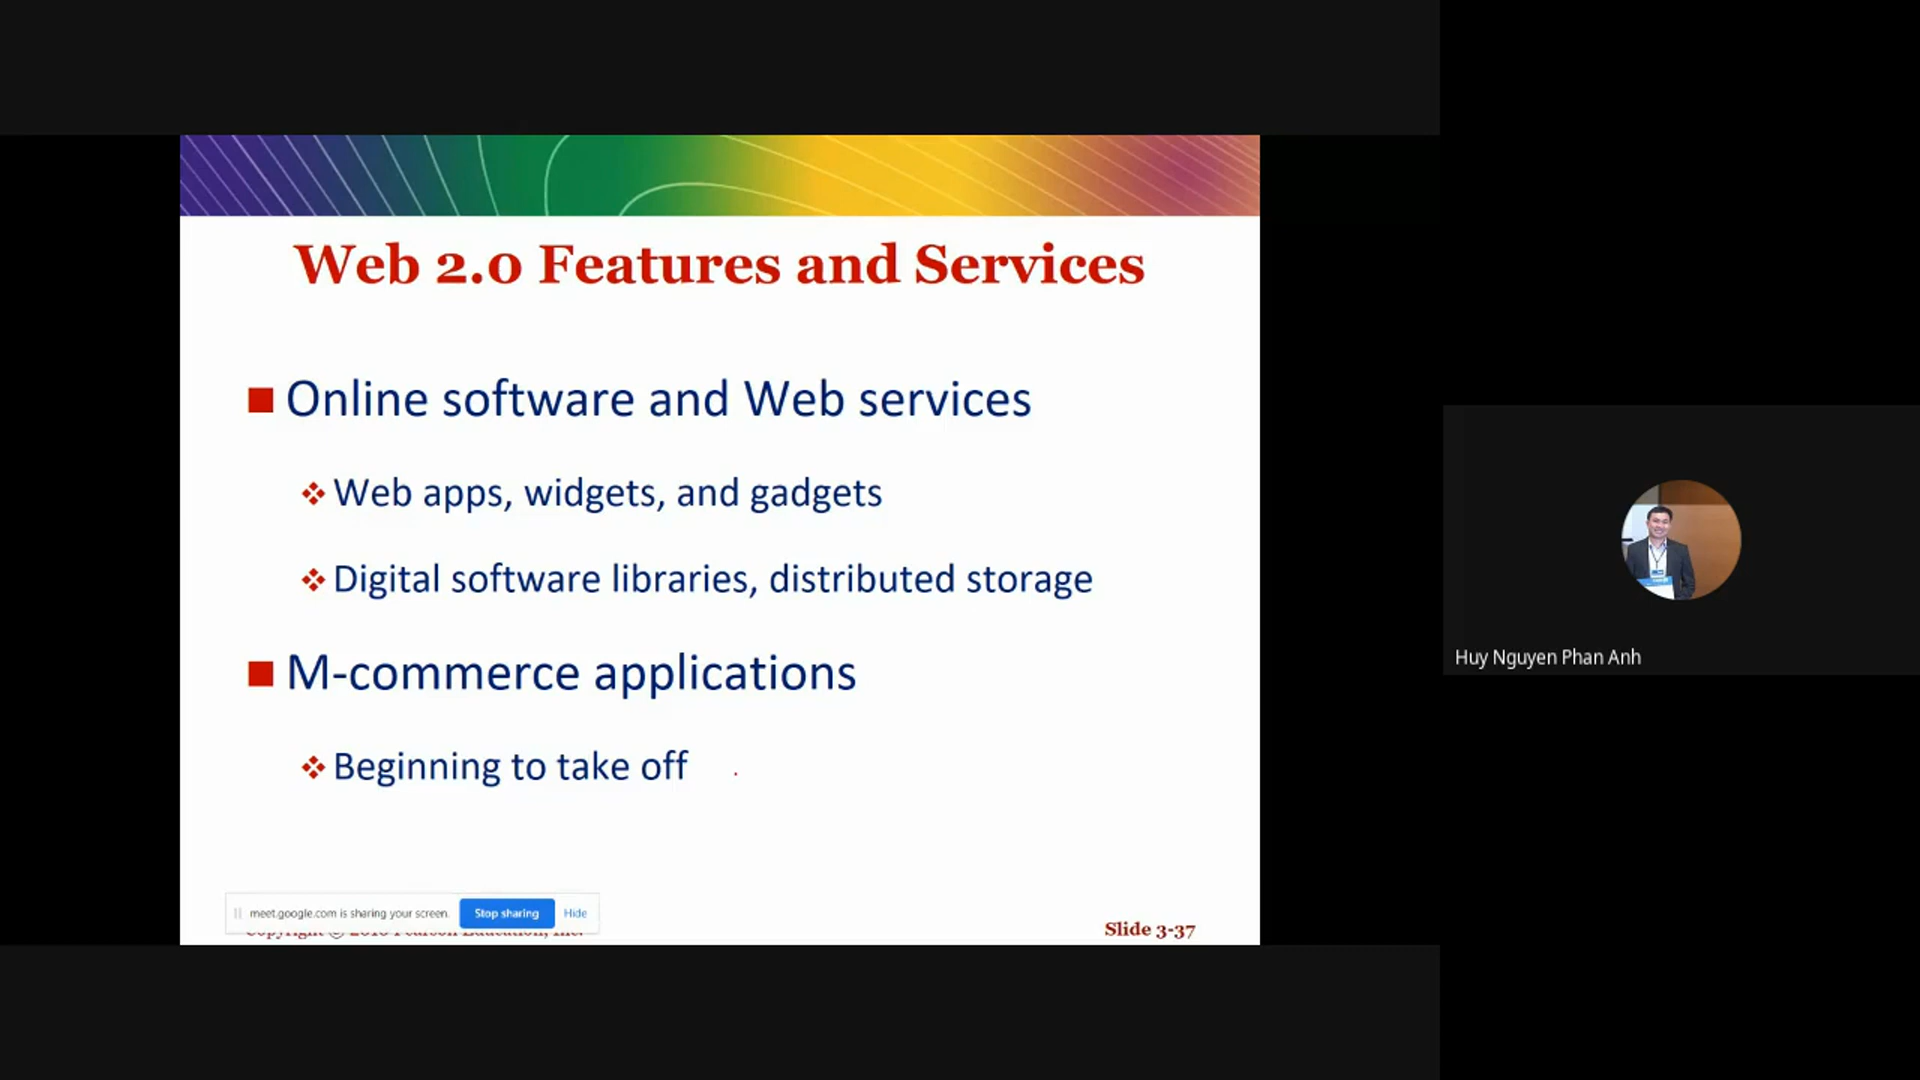 Web 2.0 Features and Services
Online software and Web services
Web apps, widgets, and gadgets
Digital software libraries, distributed storage
M-commerce applications
Beginning to take off
meet.google.com is sharing your screen. Stop sharing Hide
Slide 3-37
Huy Nguyen Phan Anh